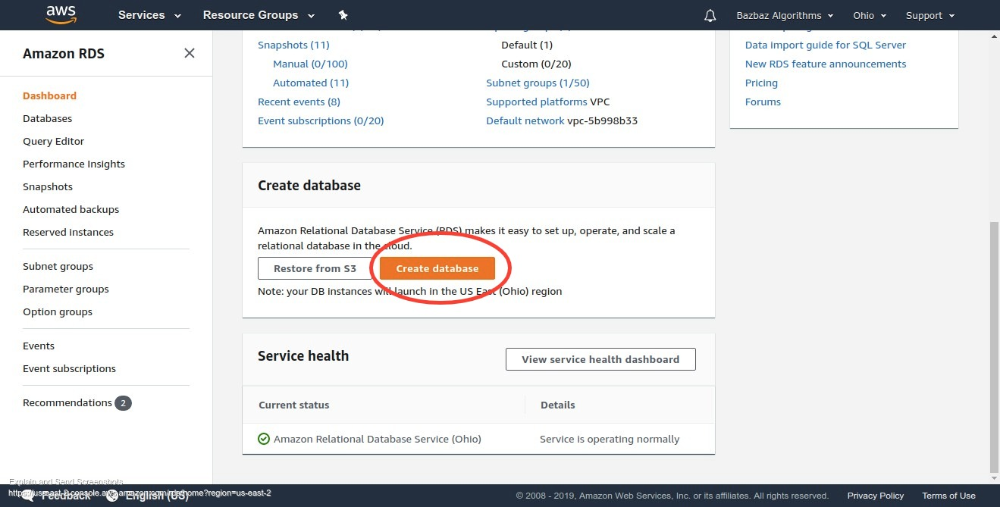 aws
Services
Resource Groups
Bazbaz Algorithms
Ohio
Support
Amazon RDS
Dashboard
Databases
Query Editor
Performance Insights
Snapshots
Automated backups
Reserved instances
Subnet groups
Parameter groups
Option groups
Events
Event subscriptions
Recommendations 2
Snapshots (11)
Manual (0/100)
Automated (11)
Recent events (8)
Event subscriptions (0/20)
Default (1)
Custom (0/20)
Subnet groups (1/50)
Supported platforms VPC
Default network vpc-5b998b33
Data import guide for SQL Server
New RDS feature announcements
Pricing
Forums
Create database
Amazon Relational Database Service (RDS) makes it easy to set up, operate, and scale a
relational database in the cloud.
Restore from S3
Create database
Note: your DB instances will launch in the US East (Ohio) region
Service health
View service health dashboard
Current status
Details
Amazon Relational Database Service (Ohio)
Service is operating normally
Explain and Send Screenshots
https://us-east-2.console.aws.amazon.com/rds/home?region=us-east-2
Feedback
English (US)
© 2008 - 2019, Amazon Web Services, Inc. or its affiliates. All rights reserved.
Privacy Policy
Terms of Use